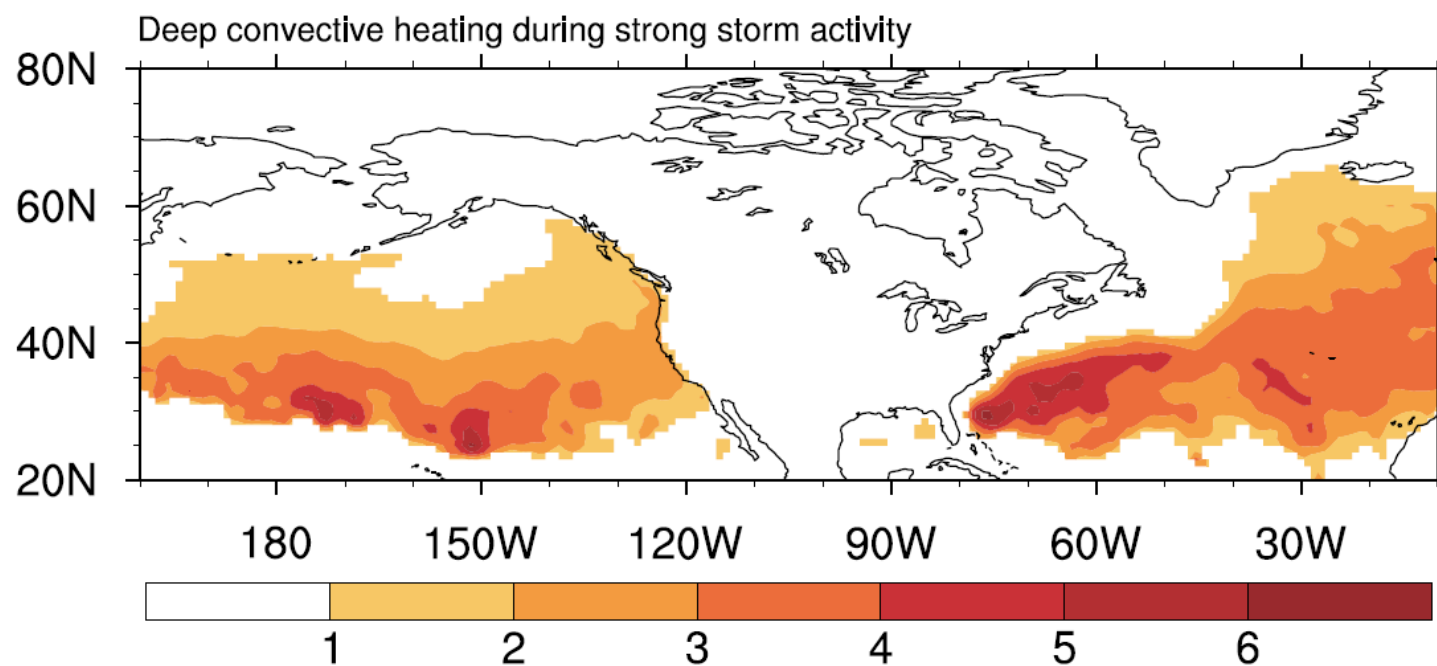 Deep convective heating during strong storm activity
80N
60N
40N
20N
180 150W 120W 90W 60W 30W
1 2 3 4 5 6